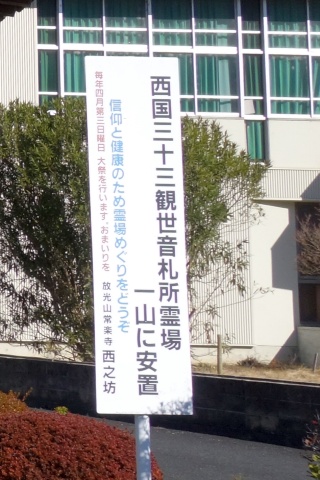 西国三十三観世音札所霊場
一山に安置
信仰と健康のため霊場めぐりをどうぞ
毎年四月第三日曜日 大祭を行います。おまいりを
放光山常楽寺 西之坊